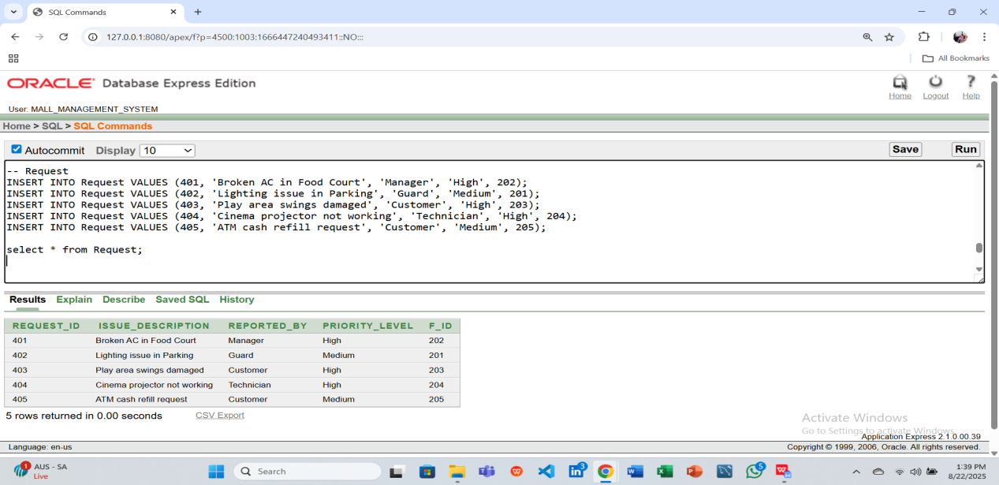 SQL Commands
127.0.0.1:8080/apex/f?p=4500:1003:1666447240493411::NO:::
All Bookmarks
ORACLE Database Express Edition
Home Logout Help
User: MALL_MANAGEMENT_SYSTEM
Home > SQL > SQL Commands
Autocommit Display 10 Save Run
-- Request
INSERT INTO Request VALUES (401, 'Broken AC in Food Court', 'Manager', 'High', 202);
INSERT INTO Request VALUES (402, 'Lighting issue in Parking', 'Guard', 'Medium', 201);
INSERT INTO Request VALUES (403, 'Play area swings damaged', 'Customer', 'High', 203);
INSERT INTO Request VALUES (404, 'Cinema projector not working', 'Technician', 'High', 204);
INSERT INTO Request VALUES (405, 'ATM cash refill request', 'Customer', 'Medium', 205);
select * from Request;
Results Explain Describe Saved SQL History
REQUEST_ID ISSUE_DESCRIPTION REPORTED_BY PRIORITY_LEVEL F_ID
401 Broken AC in Food Court Manager High 202
402 Lighting issue in Parking Guard Medium 201
403 Play area swings damaged Customer High 203
404 Cinema projector not working Technician High 204
405 ATM cash refill request Customer Medium 205
5 rows returned in 0.00 seconds CSV Export
Activate Windows
Go to Settings to activate Windows.
Application Express 2.1.0.00.39
Language: en-us Copyright © 1999, 2006, Oracle. All rights reserved.
1 AUS - SA
Live
Search
3
5
1:39 PM
8/22/2025